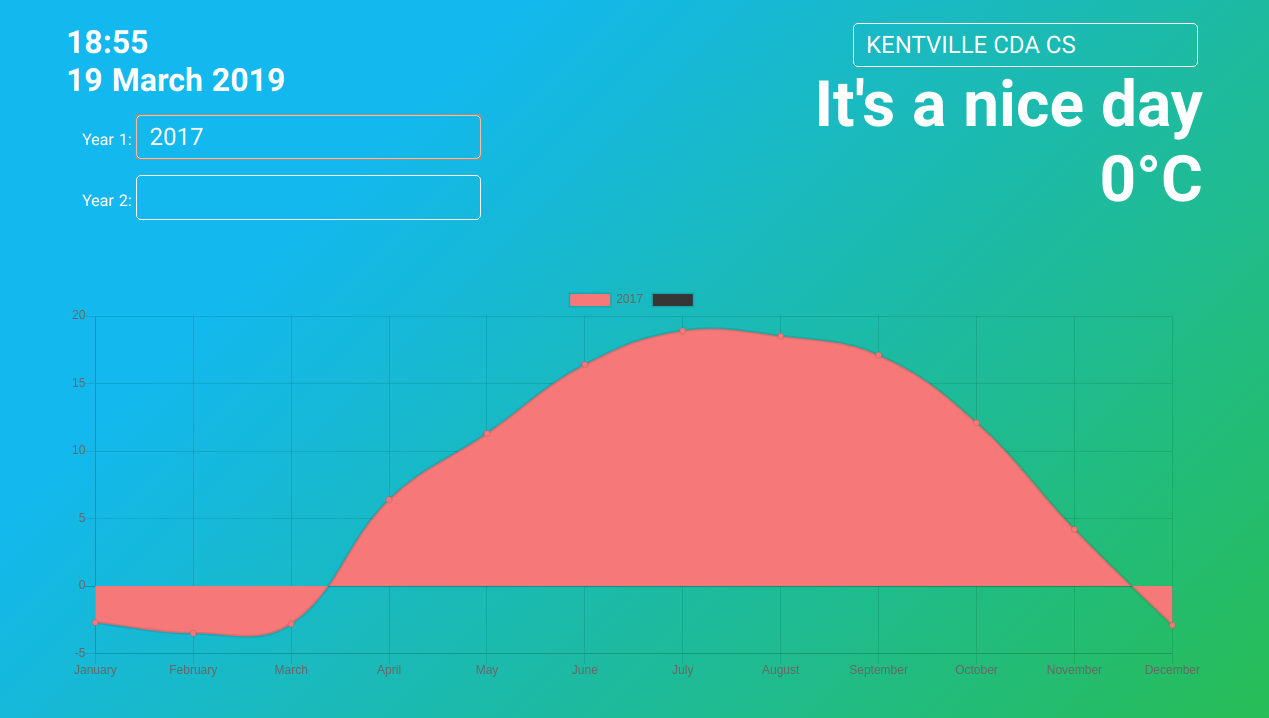 18:55
19 March 2019
Year 1: 2017
Year 2:
KENTVILLE CDA CS
It's a nice day
0°C
2017
20
15
10
5
0
-5
January February March April May June July August September October November December